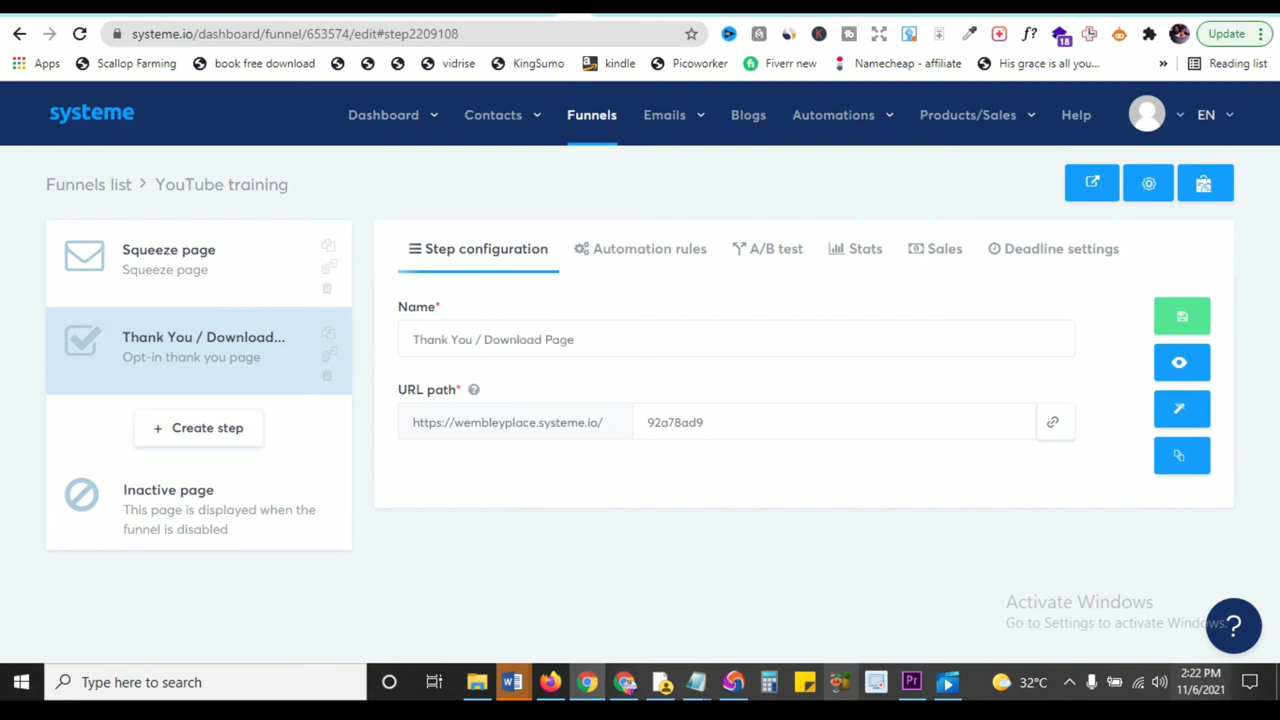 systeme.io/dashboard/funnel/653574/edit#step2209108
f?
18
Update
Apps
Scallop Farming
book free download
vidrise
KingSumo
kindle
Picoworker
Fiverr new
Namecheap - affiliate
His grace is all you...
»
Reading list
systeme
Dashboard
Contacts
Funnels
Emails
Blogs
Automations
Products/Sales
Help
EN
Funnels list > YouTube training
Squeeze page
Squeeze page
Thank You / Download...
Opt-in thank you page
+ Create step
Inactive page
This page is displayed when the
funnel is disabled
Step configuration
Automation rules
A/B test
Stats
Sales
Deadline settings
Name*
Thank You / Download Page
URL path* ?
https://wembleyplace.systeme.io/
92a78ad9
Activate Windows
Go to Settings to activate Windows.
?
Type here to search
Pr
32°C
2:22 PM
11/6/2021